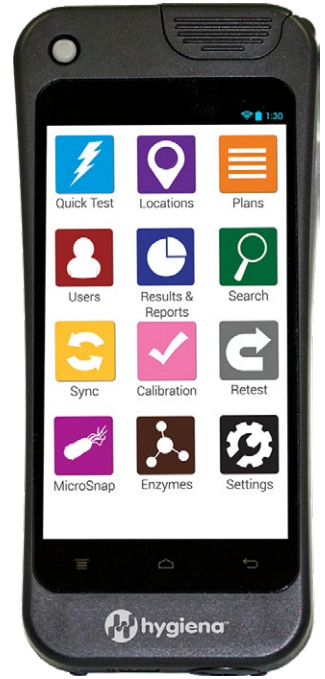 1:30
Quick Test
Locations
Plans
Users
Results &
Reports
Search
Sync
Calibration
Retest
MicroSnap
Enzymes
Settings
hygiena